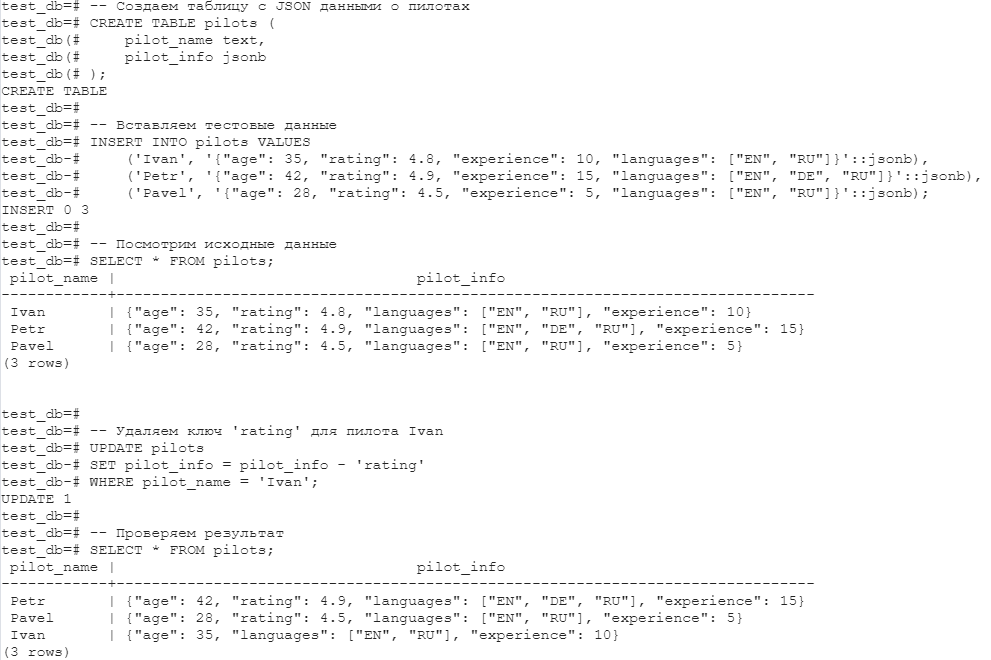 test_db=# -- Создаем таблицу с JSON данными о пилотах
test_db=# CREATE TABLE pilots (
test_db(#     pilot_name text,
test_db(#     pilot_info jsonb
test_db(# );
CREATE TABLE
test_db=#
test_db=# -- Вставляем тестовые данные
test_db=# INSERT INTO pilots VALUES
test_db-#     ('Ivan', '{"age": 35, "rating": 4.8, "experience": 10, "languages": ["EN", "RU"]}'::jsonb),
test_db-#     ('Petr', '{"age": 42, "rating": 4.9, "experience": 15, "languages": ["EN", "DE", "RU"]}'::jsonb),
test_db-#     ('Pavel', '{"age": 28, "rating": 4.5, "experience": 5, "languages": ["EN", "RU"]}'::jsonb);
INSERT 0 3
test_db=#
test_db=# -- Посмотрим исходные данные
test_db=# SELECT * FROM pilots;
 pilot_name |                                  pilot_info
------------+-------------------------------------------------------------------------------
 Ivan       | {"age": 35, "rating": 4.8, "languages": ["EN", "RU"], "experience": 10}
 Petr       | {"age": 42, "rating": 4.9, "languages": ["EN", "DE", "RU"], "experience": 15}
 Pavel      | {"age": 28, "rating": 4.5, "languages": ["EN", "RU"], "experience": 5}
(3 rows)
test_db=#
test_db=# -- Удаляем ключ 'rating' для пилота Ivan
test_db=# UPDATE pilots
test_db-# SET pilot_info = pilot_info - 'rating'
test_db-# WHERE pilot_name = 'Ivan';
UPDATE 1
test_db=#
test_db=# -- Проверяем результат
test_db=# SELECT * FROM pilots;
 pilot_name |                                  pilot_info
------------+-------------------------------------------------------------------------------
 Petr       | {"age": 42, "rating": 4.9, "languages": ["EN", "DE", "RU"], "experience": 15}
 Pavel      | {"age": 28, "rating": 4.5, "languages": ["EN", "RU"], "experience": 5}
 Ivan       | {"age": 35, "languages": ["EN", "RU"], "experience": 10}
(3 rows)